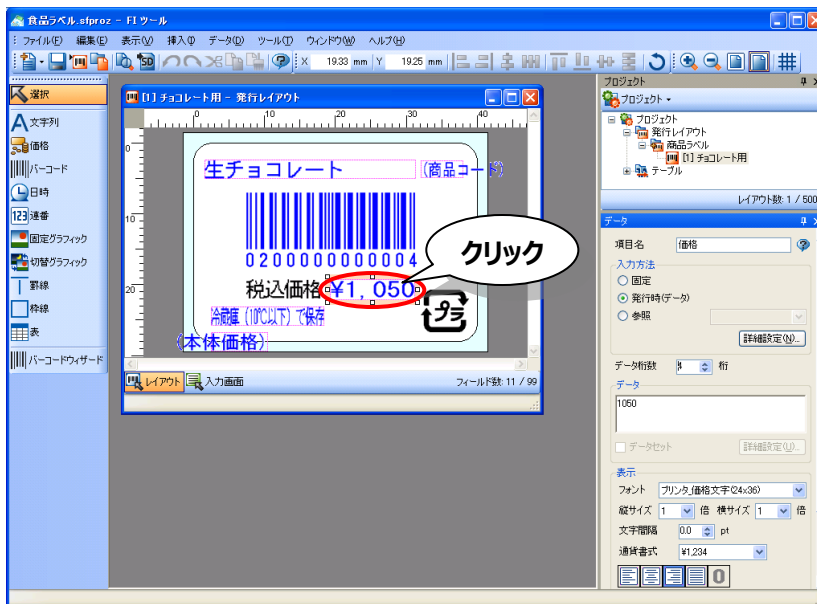 食品ラベル.sfproz - FI ツール
ファイル(F) 編集(E) 表示(V) 挿入(I) データ(D) ツール(T) ウィンドウ(W) ヘルプ(H)
X 19.33 mm Y 19.25 mm
選択
文字列
価格
バーコード
日時
123 連番
固定グラフィック
切替グラフィック
罫線
枠線
表
バーコードウィザード
[1] チョコレート用 - 発行レイアウト
0 10 20 30 40
0
10
20
30
生チョコレート
(商品コード)
0200000000004
税込価格 ¥1,050
冷蔵庫 (10℃以下) で保存
プラ
(本体価格)
クリック
レイアウト 入力画面 フィールド数: 11 / 99
プロジェクト
プロジェクト
プロジェクト
発行レイアウト
商品ラベル
[1] チョコレート用
テーブル
レイアウト数: 1 / 500
データ
項目名 価格
入力方法
固定
発行時(データ)
参照
詳細設定(N)...
データ桁数 桁
データ
1050
データセット 詳細設定(U)...
表示
フォント プリンタ_価格文字(24x36)
縦サイズ 1 倍 横サイズ 1 倍
文字間隔 0.0 pt
通貨書式 ¥1,234